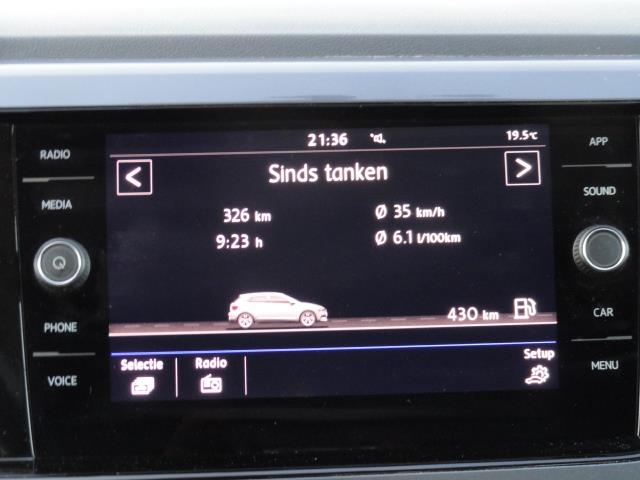 21:36 19.5°C
Sinds tanken
326 km Ø 35 km/h
9:23 h Ø 6.1 l/100km
430 km
Selectie Radio Setup
RADIO
MEDIA
PHONE
VOICE
APP
SOUND
CAR
MENU